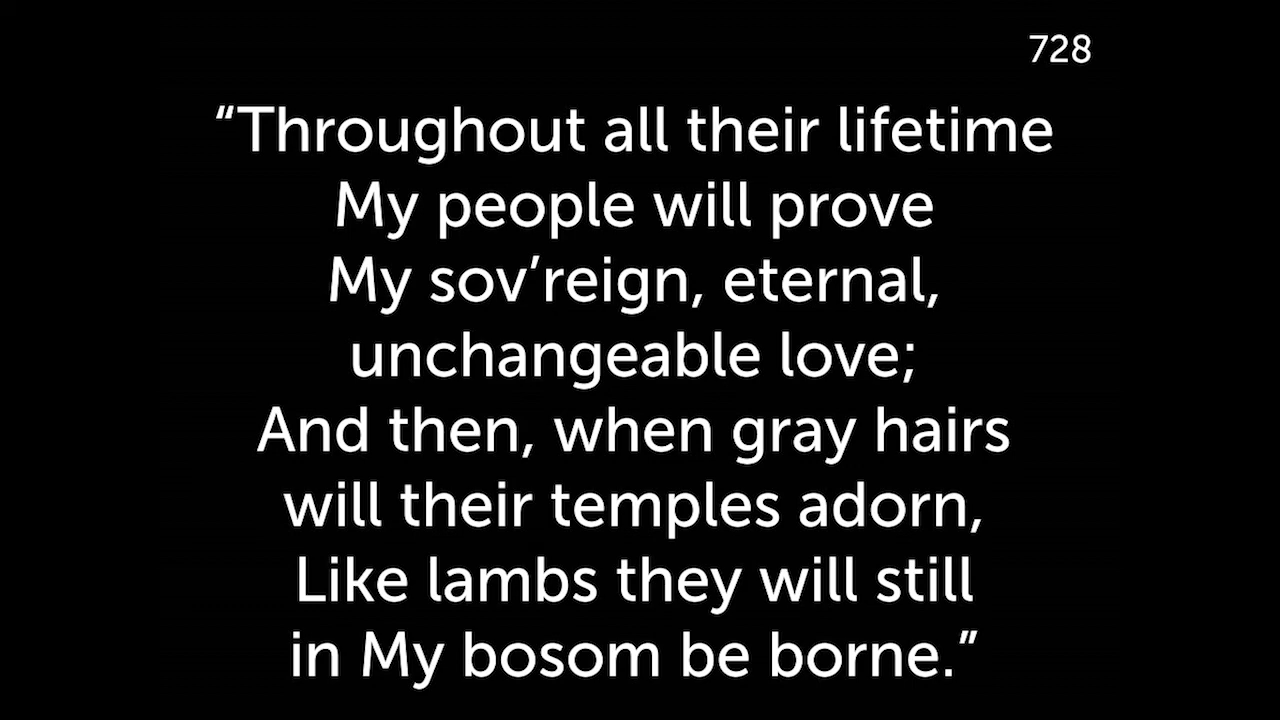 728
“Throughout all their lifetime
My people will prove
My sov’reign, eternal,
unchangeable love;
And then, when gray hairs
will their temples adorn,
Like lambs they will still
in My bosom be borne.”